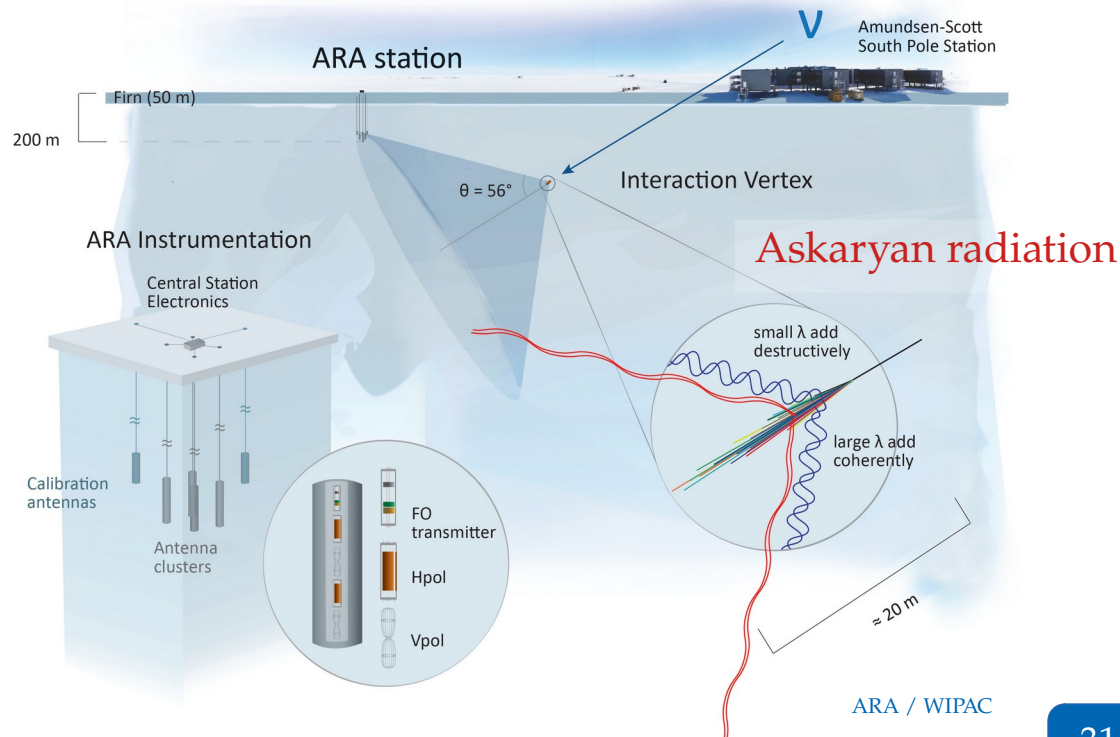 ν
Amundsen-Scott
South Pole Station
ARA station
Firn (50 m)
200 m
θ = 56°
Interaction Vertex
Askaryan radiation
ARA Instrumentation
Central Station
Electronics
small λ add
destructively
large λ add
coherently
Calibration
antennas
Antenna
clusters
FO
transmitter
Hpol
Vpol
≈ 20 m
ARA / WIPAC